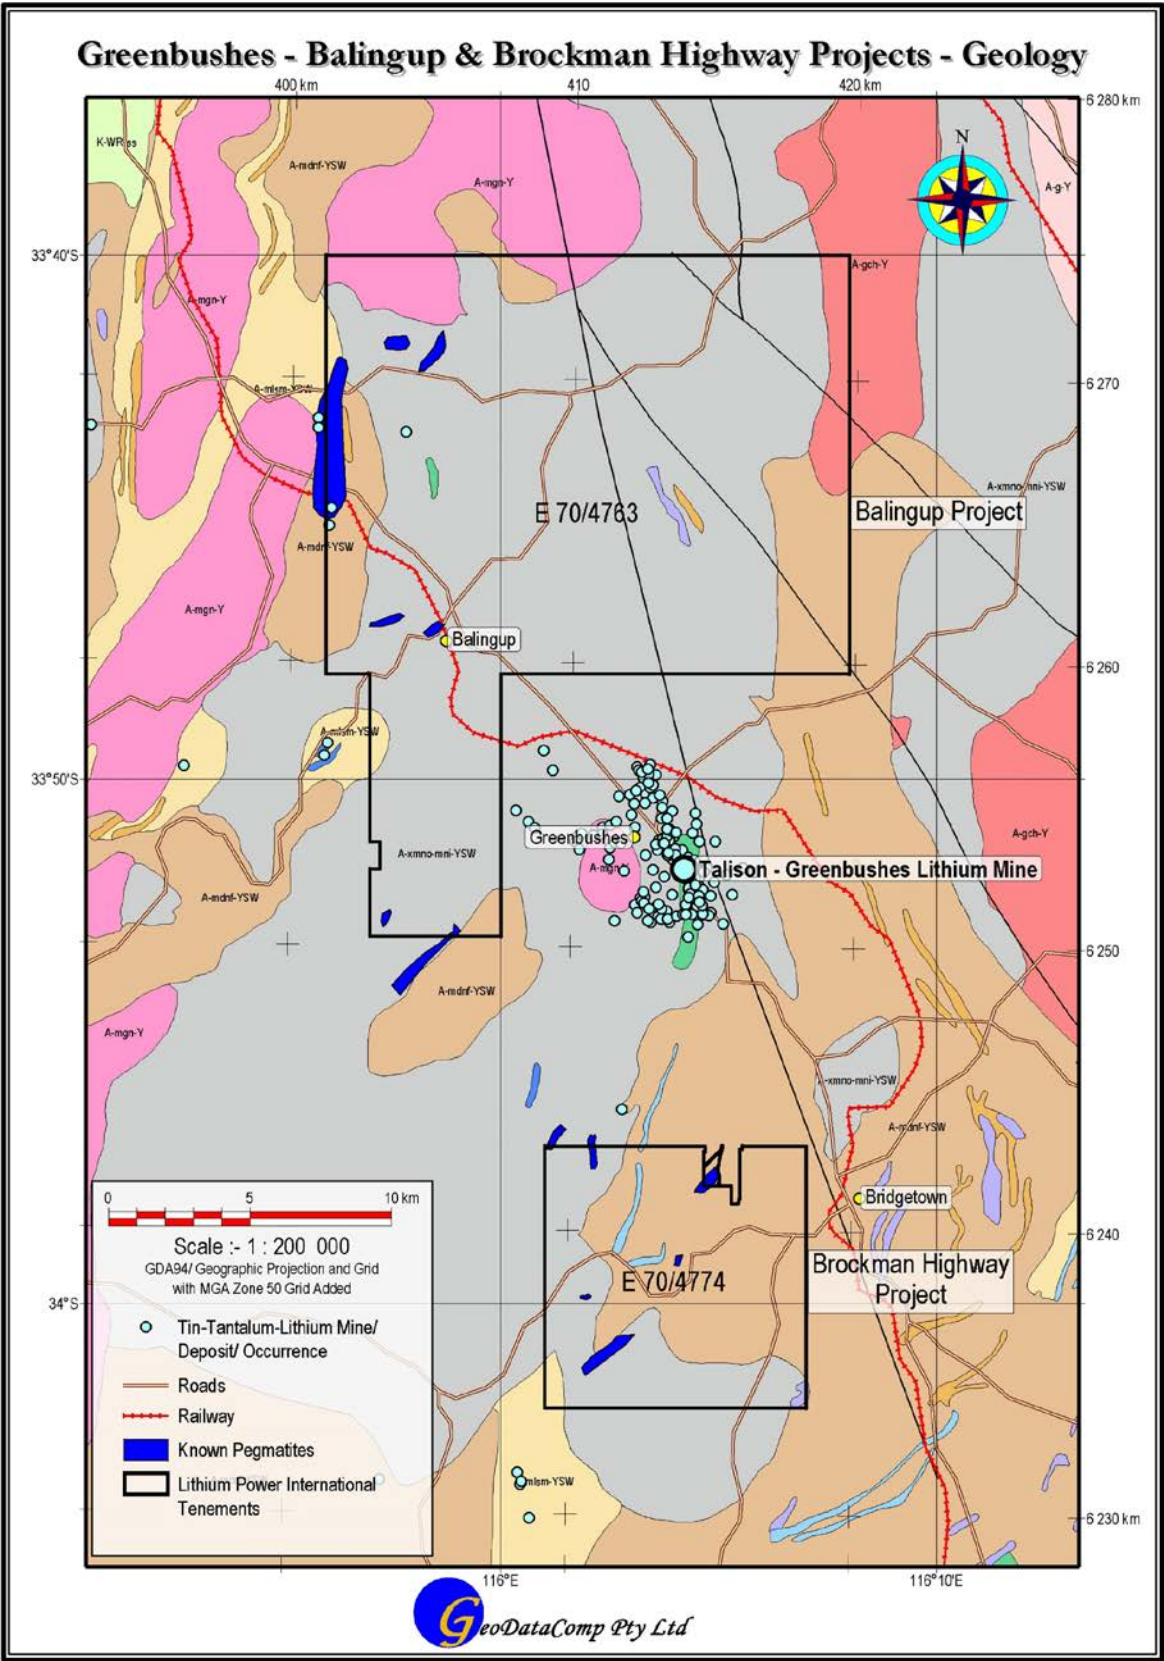 Greenbushes - Balingup & Brockman Highway Projects - Geology
400 km
410
420 km
6 280 km
K-WR-ss
A-mdnf-YSW
A-mgn-Y
N
A-g-Y
33°40'S
A-gch-Y
A-mgn-Y
6 270
A-mlsm-YSW
A-xmno-mni-YSW
E 70/4763
Balingup Project
A-mdnf-YSW
A-mgn-Y
Balingup
6 260
A-mlsm-YSW
33°50'S
Greenbushes
A-gch-Y
A-xmno-mni-YSW
A-mgn-Y
Talison - Greenbushes Lithium Mine
A-mdnf-YSW
6 250
A-mdnf-YSW
A-mgn-Y
A-xmno-mni-YSW
A-mdnf-YSW
Bridgetown
0 5 10 km
Scale :- 1 : 200 000
GDA94/ Geographic Projection and Grid
with MGA Zone 50 Grid Added
6 240
Brockman Highway
Project
E 70/4774
34°S
Tin-Tantalum-Lithium Mine/
Deposit/ Occurrence
Roads
Railway
Known Pegmatites
Lithium Power International
Tenements
mlsm-YSW
6 230 km
116°E
116°10'E
GeoDataComp Pty Ltd